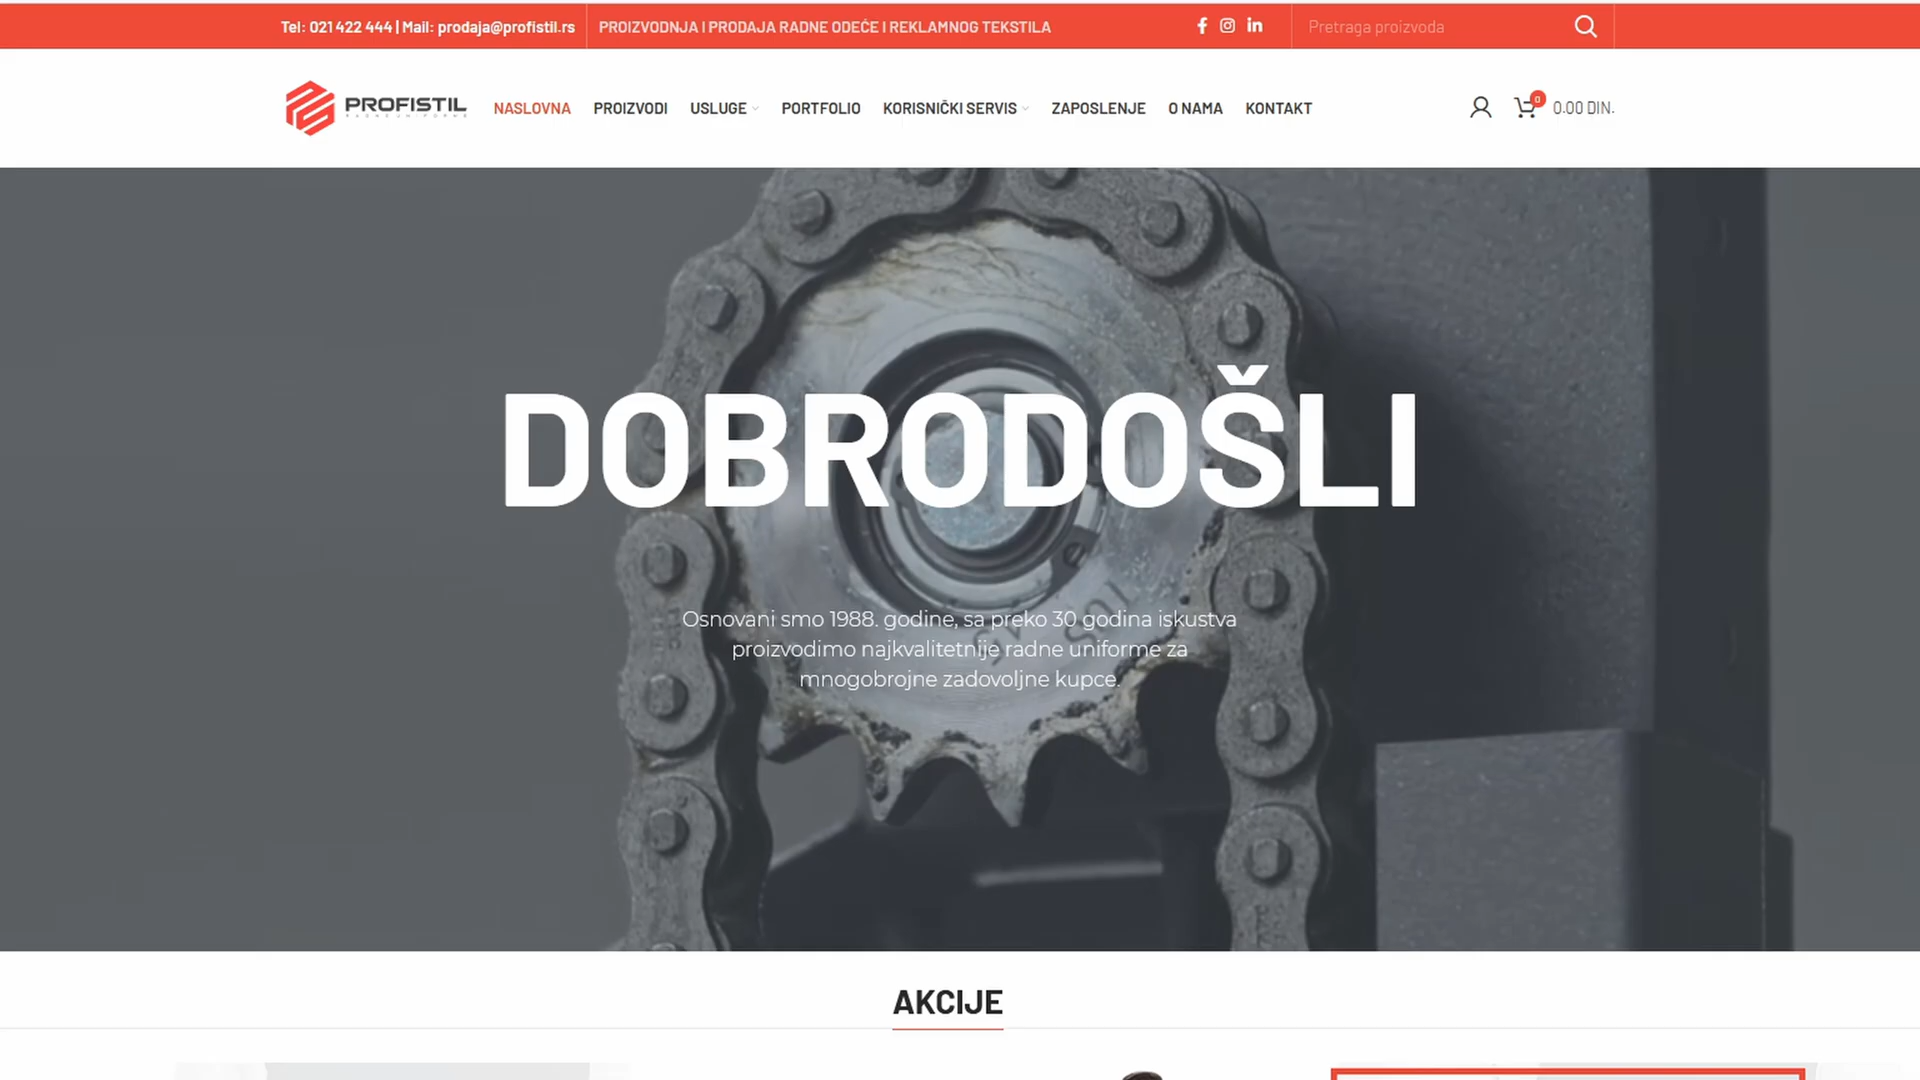 Tel: 021 422 444 | Mail: prodaja@profistil.rs
PROIZVODNJA I PRODAJA RADNE ODEĆE I REKLAMNOG TEKSTILA
Pretraga proizvoda
PROFISTIL
NASLOVNA
PROIZVODI
USLUGE
PORTFOLIO
KORISNIČKI SERVIS
ZAPOSLENJE
O NAMA
KONTAKT
0
0.00 DIN.
DOBRODOŠLI
Osnovani smo 1988. godine, sa preko 30 godina iskustva
proizvodimo najkvalitetnije radne uniforme za
mnogobrojne zadovoljne kupce.
AKCIJE